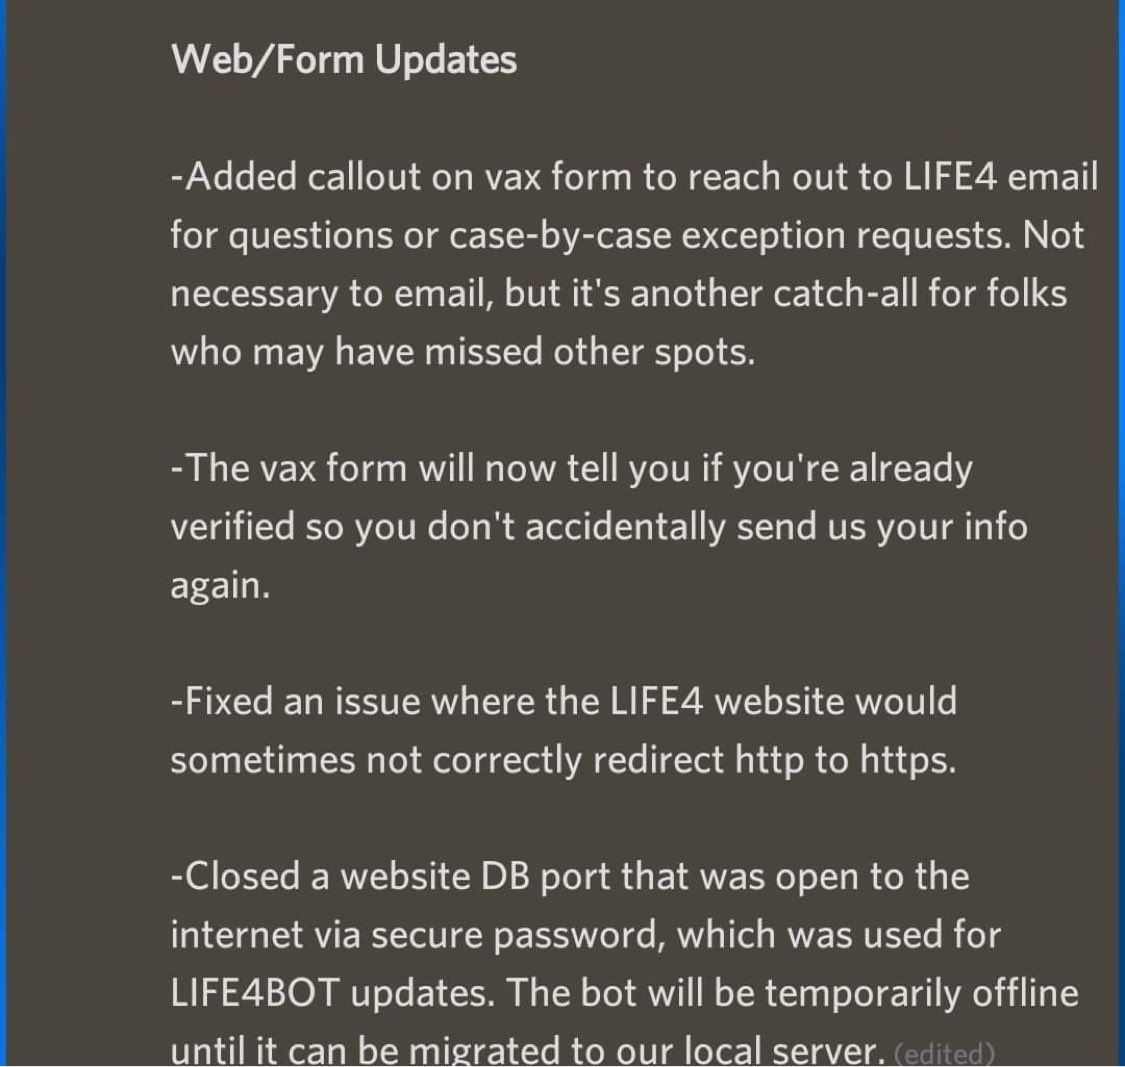 Web/Form Updates
-Added callout on vax form to reach out to LIFE4 email
for questions or case-by-case exception requests. Not
necessary to email, but it's another catch-all for folks
who may have missed other spots.
-The vax form will now tell you if you're already
verified so you don't accidentally send us your info
again.
-Fixed an issue where the LIFE4 website would
sometimes not correctly redirect http to https.
-Closed a website DB port that was open to the
internet via secure password, which was used for
LIFE4BOT updates. The bot will be temporarily offline
until it can be migrated to our local server. (edited)